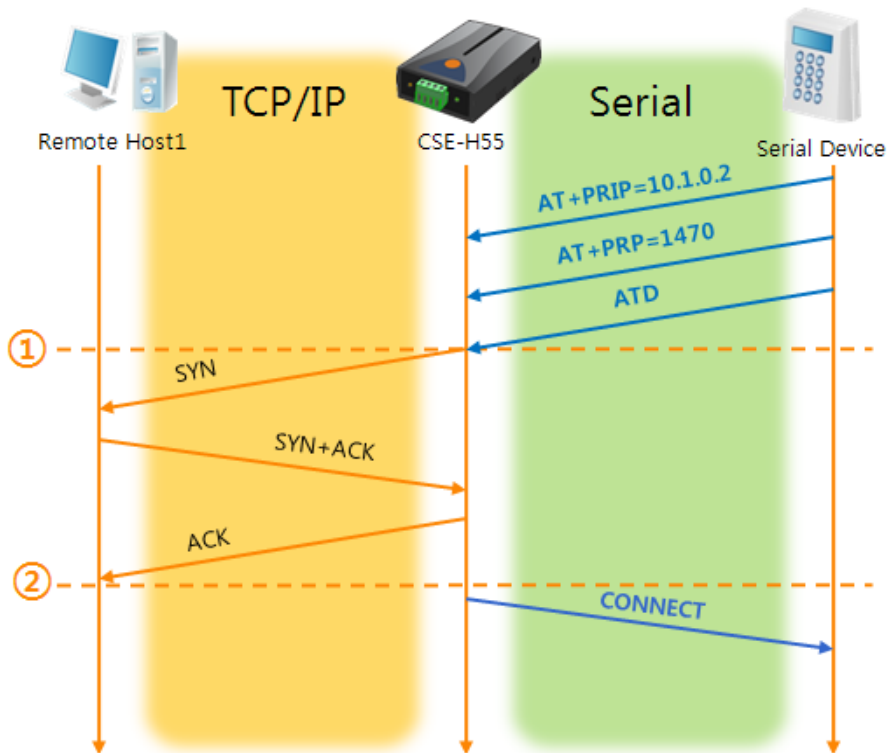 TCP/IP
Serial
Remote Host1
CSE-H55
Serial Device
AT+PRIP=10.1.0.2
AT+PRP=1470
ATD
①
SYN
SYN+ACK
ACK
②
CONNECT